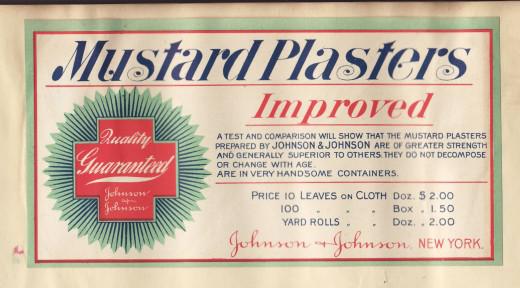 Mustard Plasters
Improved
Quality
Guaranteed
Johnson
&
Johnson
A TEST AND COMPARISON WILL SHOW THAT THE MUSTARD PLASTERS
PREPARED BY JOHNSON & JOHNSON ARE OF GREATER STRENGTH
AND GENERALLY SUPERIOR TO OTHERS. THEY DO NOT DECOMPOSE
OR CHANGE WITH AGE.
ARE IN VERY HANDSOME CONTAINERS.
PRICE 10 LEAVES ON CLOTH DOZ. $2.00
100 " " " BOX " 1.50
YARD ROLLS " DOZ. " 2.00
Johnson & Johnson, NEW YORK.